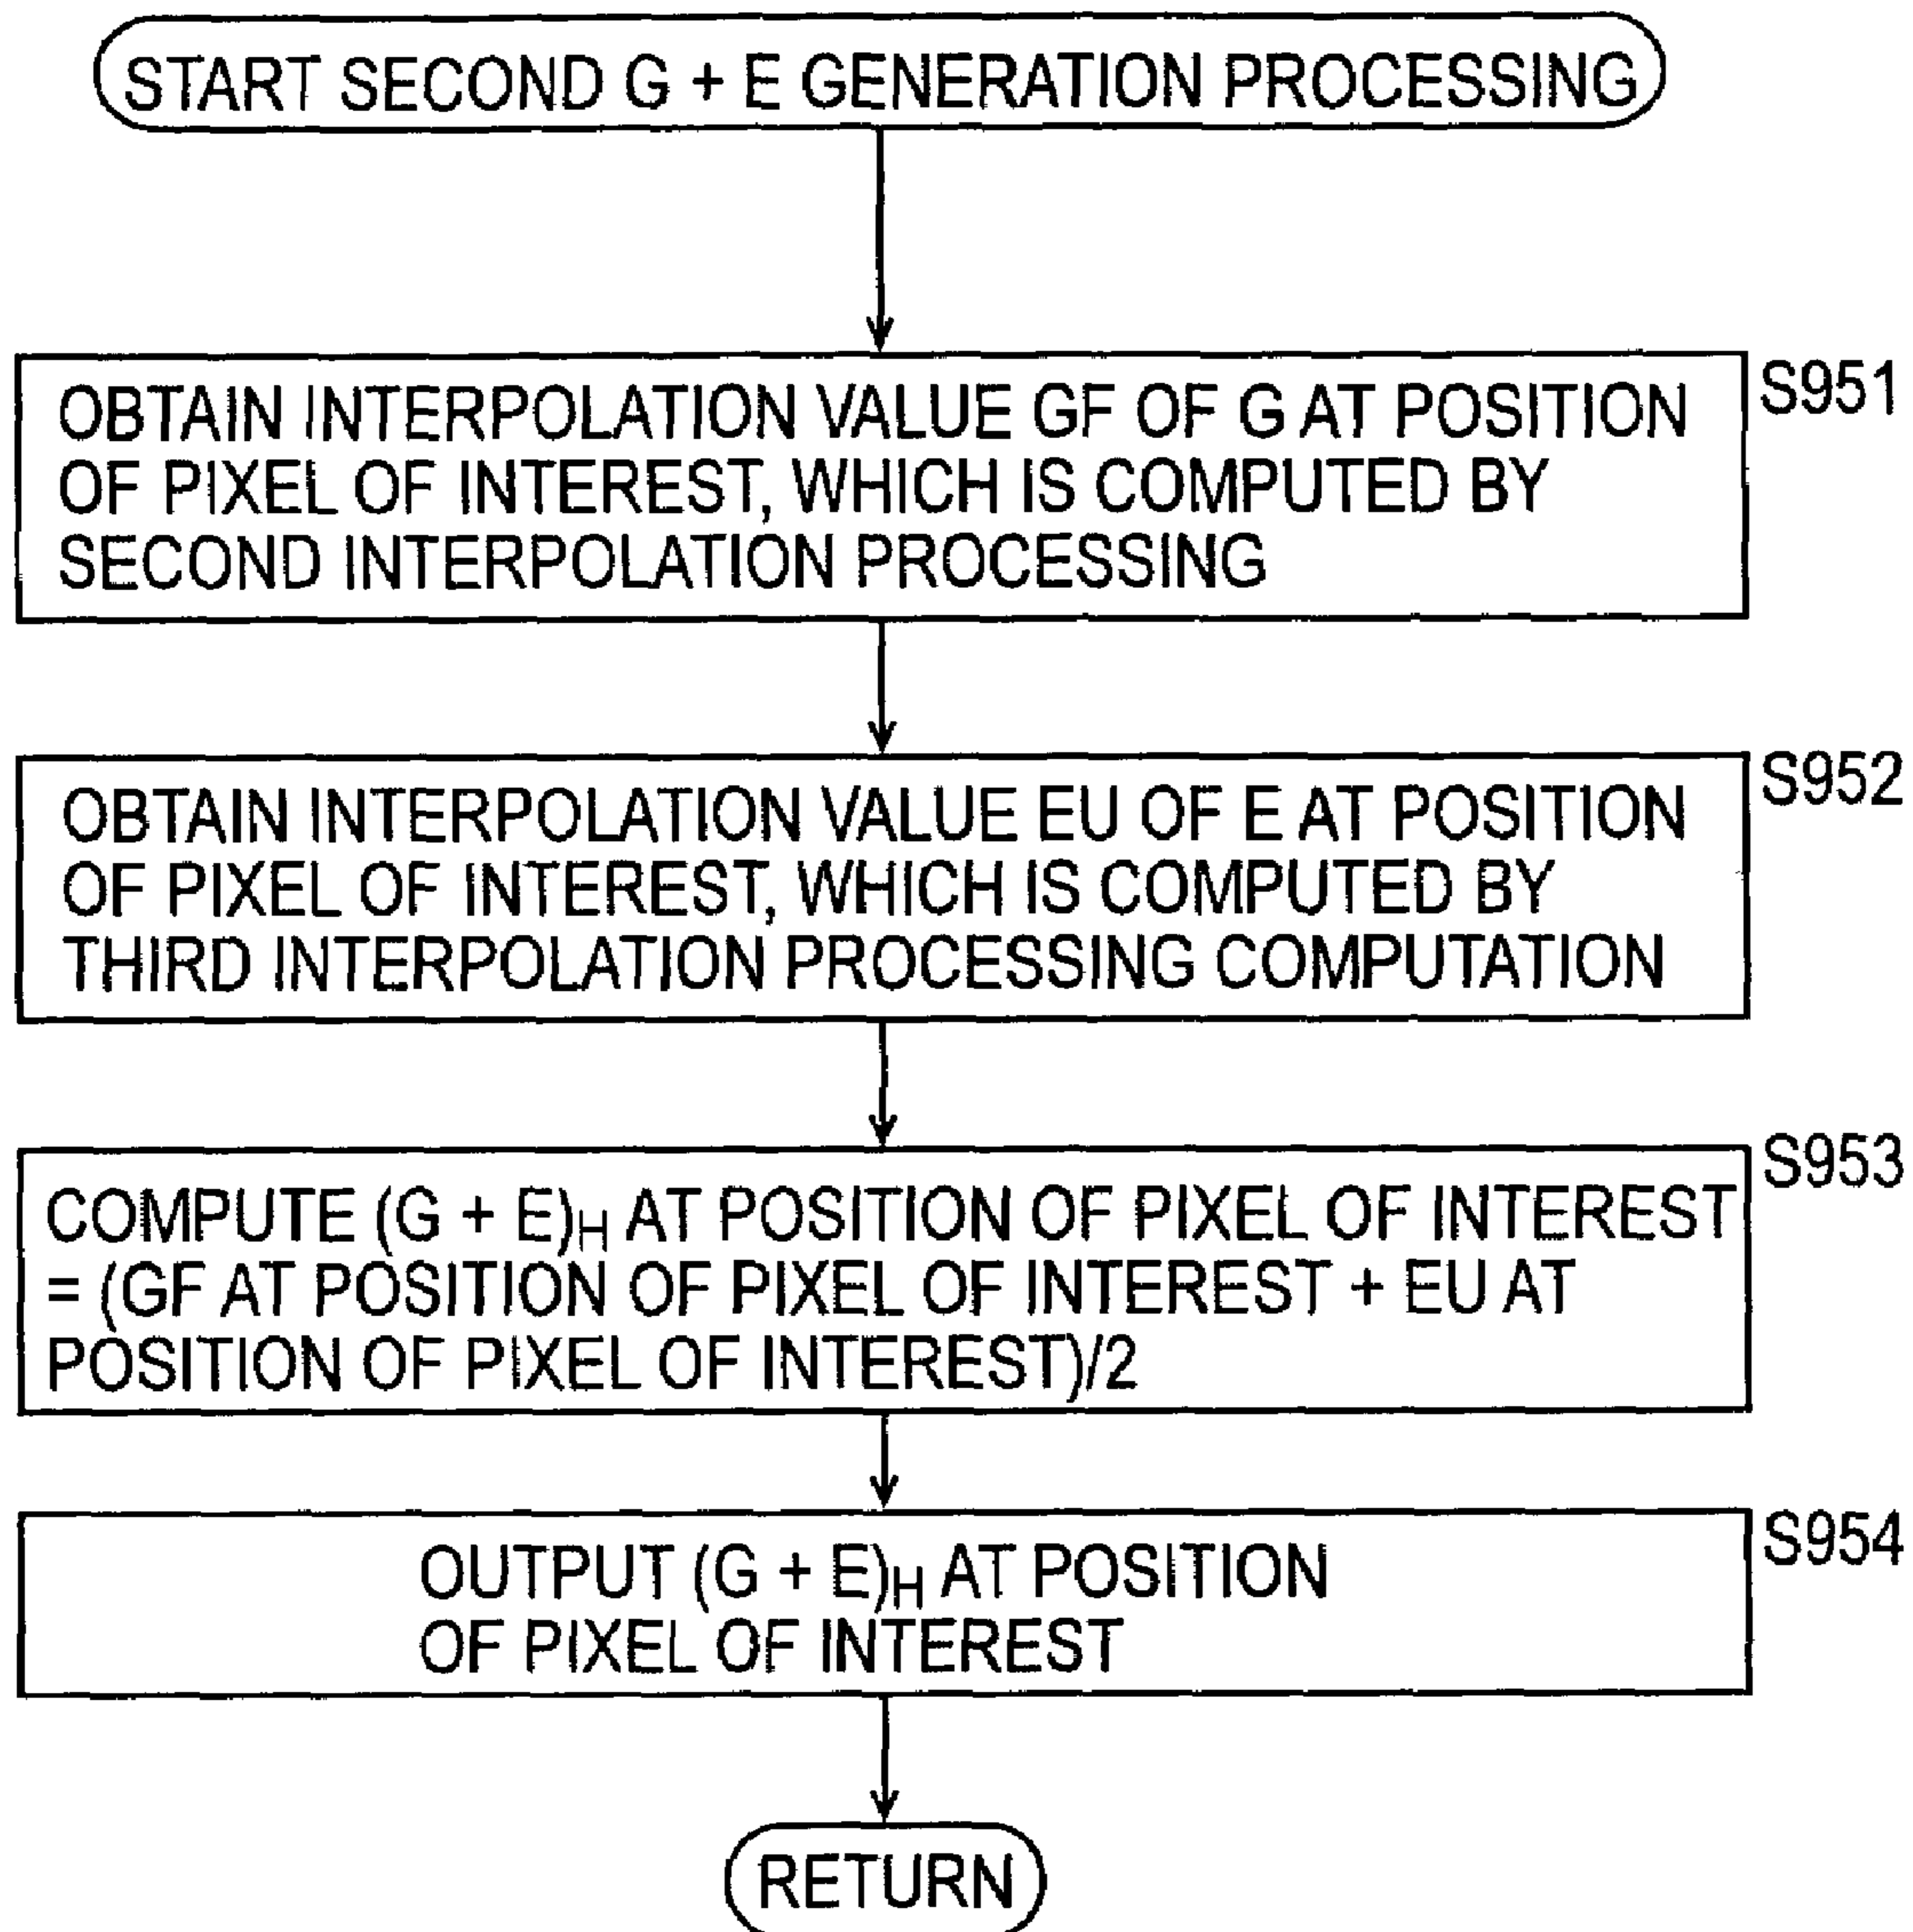 START SECOND G + E GENERATION PROCESSING
OBTAIN INTERPOLATION VALUE GF OF G AT POSITION
OF PIXEL OF INTEREST, WHICH IS COMPUTED BY
SECOND INTERPOLATION PROCESSING
S951
OBTAIN INTERPOLATION VALUE EU OF E AT POSITION
OF PIXEL OF INTEREST, WHICH IS COMPUTED BY
THIRD INTERPOLATION PROCESSING COMPUTATION
S952
COMPUTE (G + E)H AT POSITION OF PIXEL OF INTEREST
= (GF AT POSITION OF PIXEL OF INTEREST + EU AT
POSITION OF PIXEL OF INTEREST)/2
S953
OUTPUT (G + E)H AT POSITION
OF PIXEL OF INTEREST
S954
RETURN